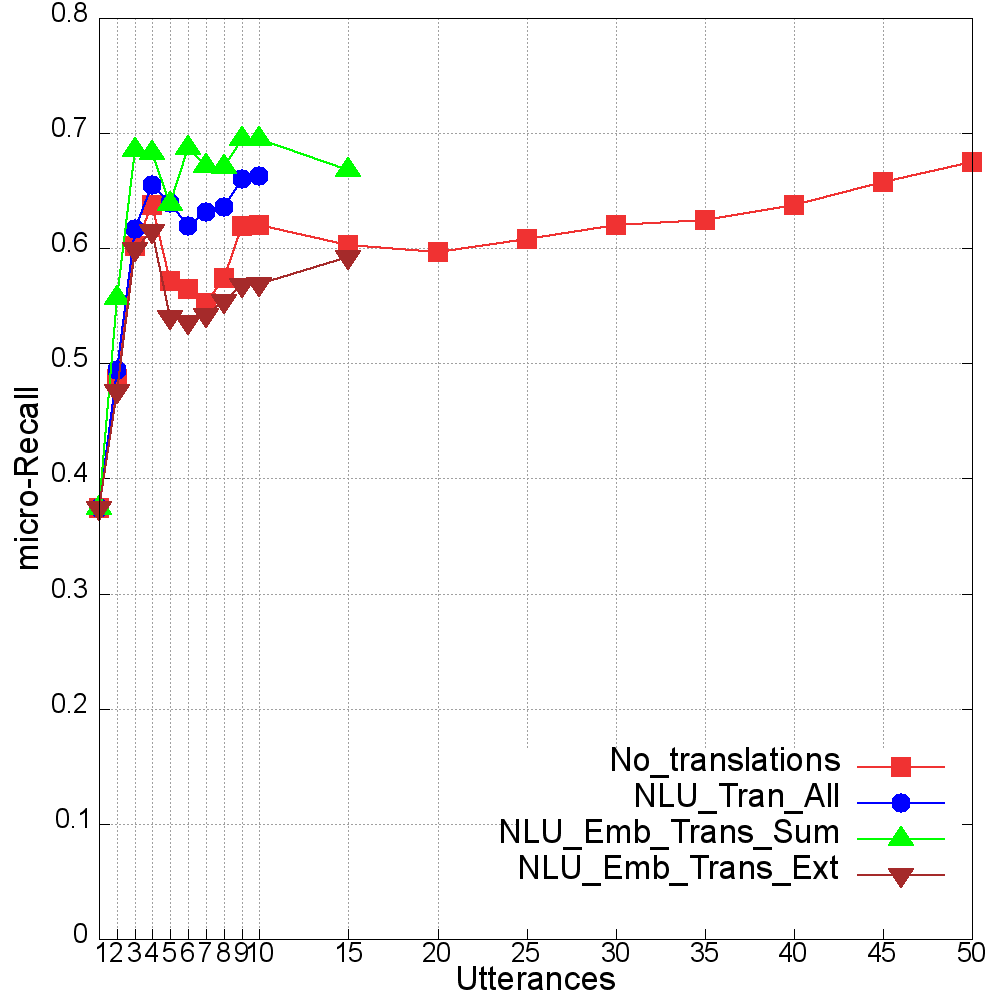 0.8
0.7
0.6
0.5
0.4
0.3
0.2
0.1
0
micro-Recall
No_translations
NLU_Tran_All
NLU_Emb_Trans_Sum
NLU_Emb_Trans_Ext
1 2 3 4 5 6 7 8 9 10 15 20 25 30 35 40 45 50
Utterances